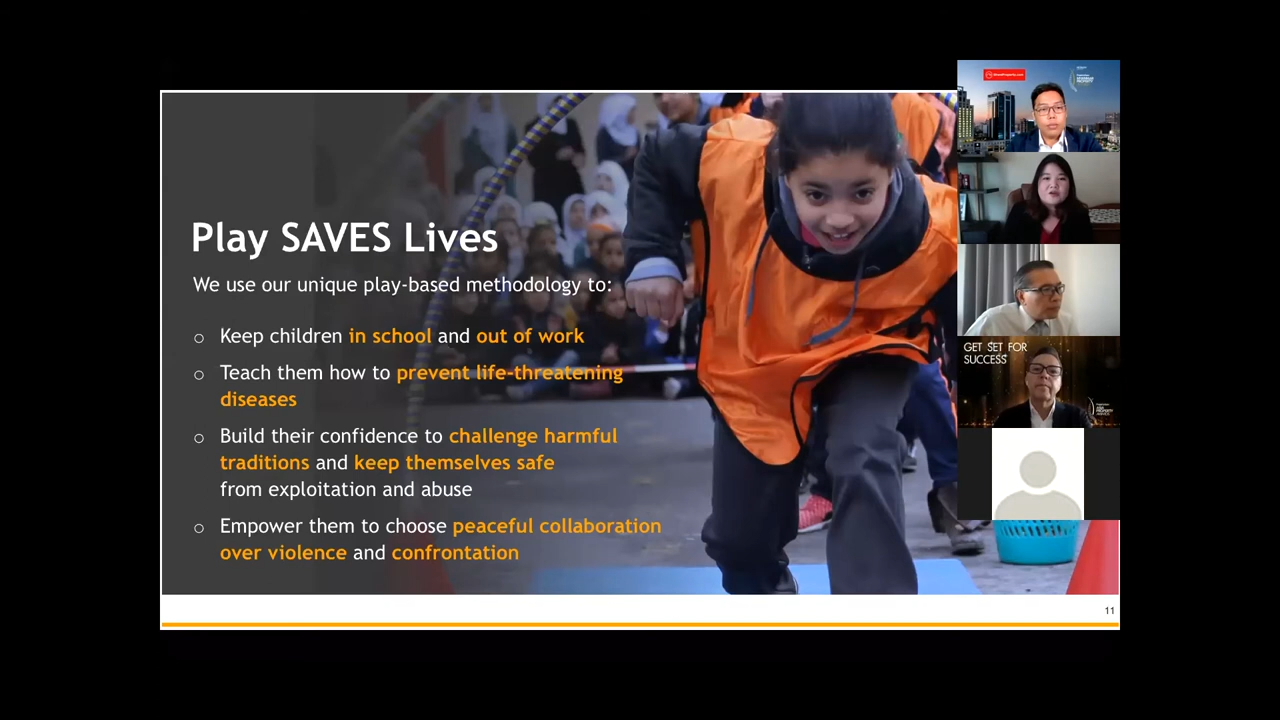 Play SAVES Lives
We use our unique play-based methodology to:
o Keep children in school and out of work
o Teach them how to prevent life-threatening
diseases
o Build their confidence to challenge harmful
traditions and keep themselves safe
from exploitation and abuse
o Empower them to choose peaceful collaboration
over violence and confrontation
11
GET SET FOR
SUCCESS